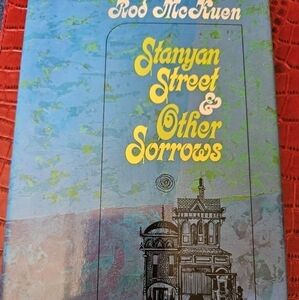 Rod McKuen
Stanyan
Street
&
Other
Sorrows